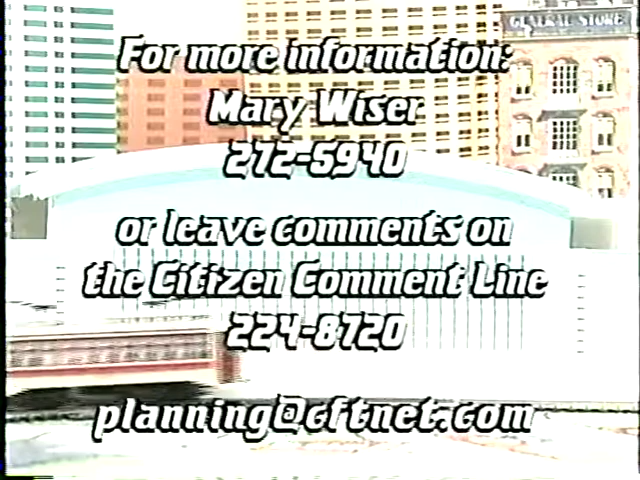 GENERAL STORE
For more information:
Mary Wiser
272-5940
or leave comments on
the Citizen Comment Line
224-8720
planning@cftnet.com